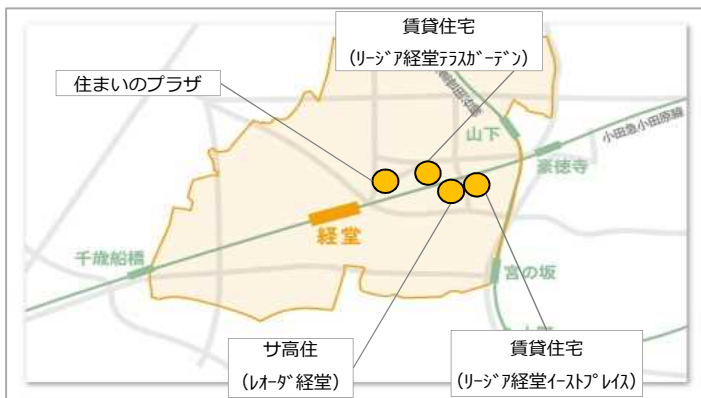 賃貸住宅
(ﾘｰｼﾞｱ経堂ﾃﾗｽｶﾞｰﾃﾞﾝ)
住まいのプラザ
山下
小田急小田原線
豪徳寺
経堂
千歳船橋
宮の坂
サ高住
(ﾚｵｰﾀﾞ経堂)
賃貸住宅
(ﾘｰｼﾞｱ経堂ｲｰｽﾄﾌﾟﾚｲｽ)